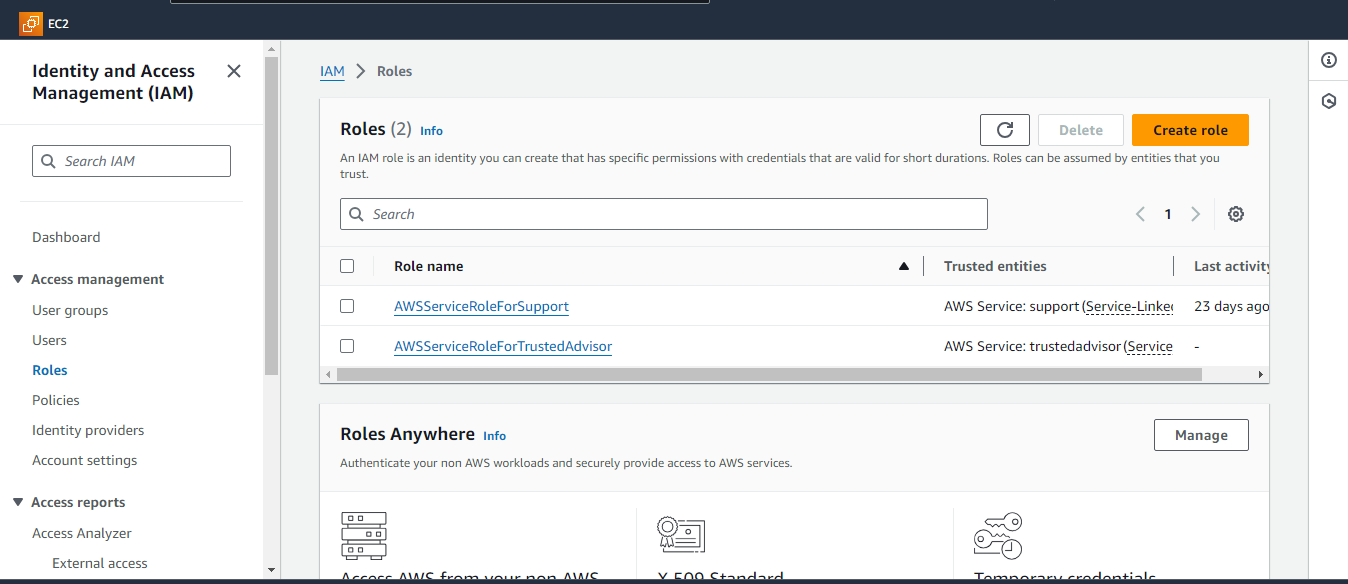 EC2
Identity and Access
Management (IAM)
Search IAM
Dashboard
Access management
User groups
Users
Roles
Policies
Identity providers
Account settings
Access reports
Access Analyzer
External access
IAM
Roles
Roles (2) Info
Delete
Create role
An IAM role is an identity you can create that has specific permissions with credentials that are valid for short durations. Roles can be assumed by entities that you
trust.
Search
1
Role name
Trusted entities
Last activity
AWSServiceRoleForSupport
AWS Service: support (Service-Linked
23 days ago
AWSServiceRoleForTrustedAdvisor
AWS Service: trustedadvisor (Service
-
Roles Anywhere Info
Manage
Authenticate your non AWS workloads and securely provide access to AWS services.
Access AWS from your non AWS
X.509 Standard
Temporary credentials